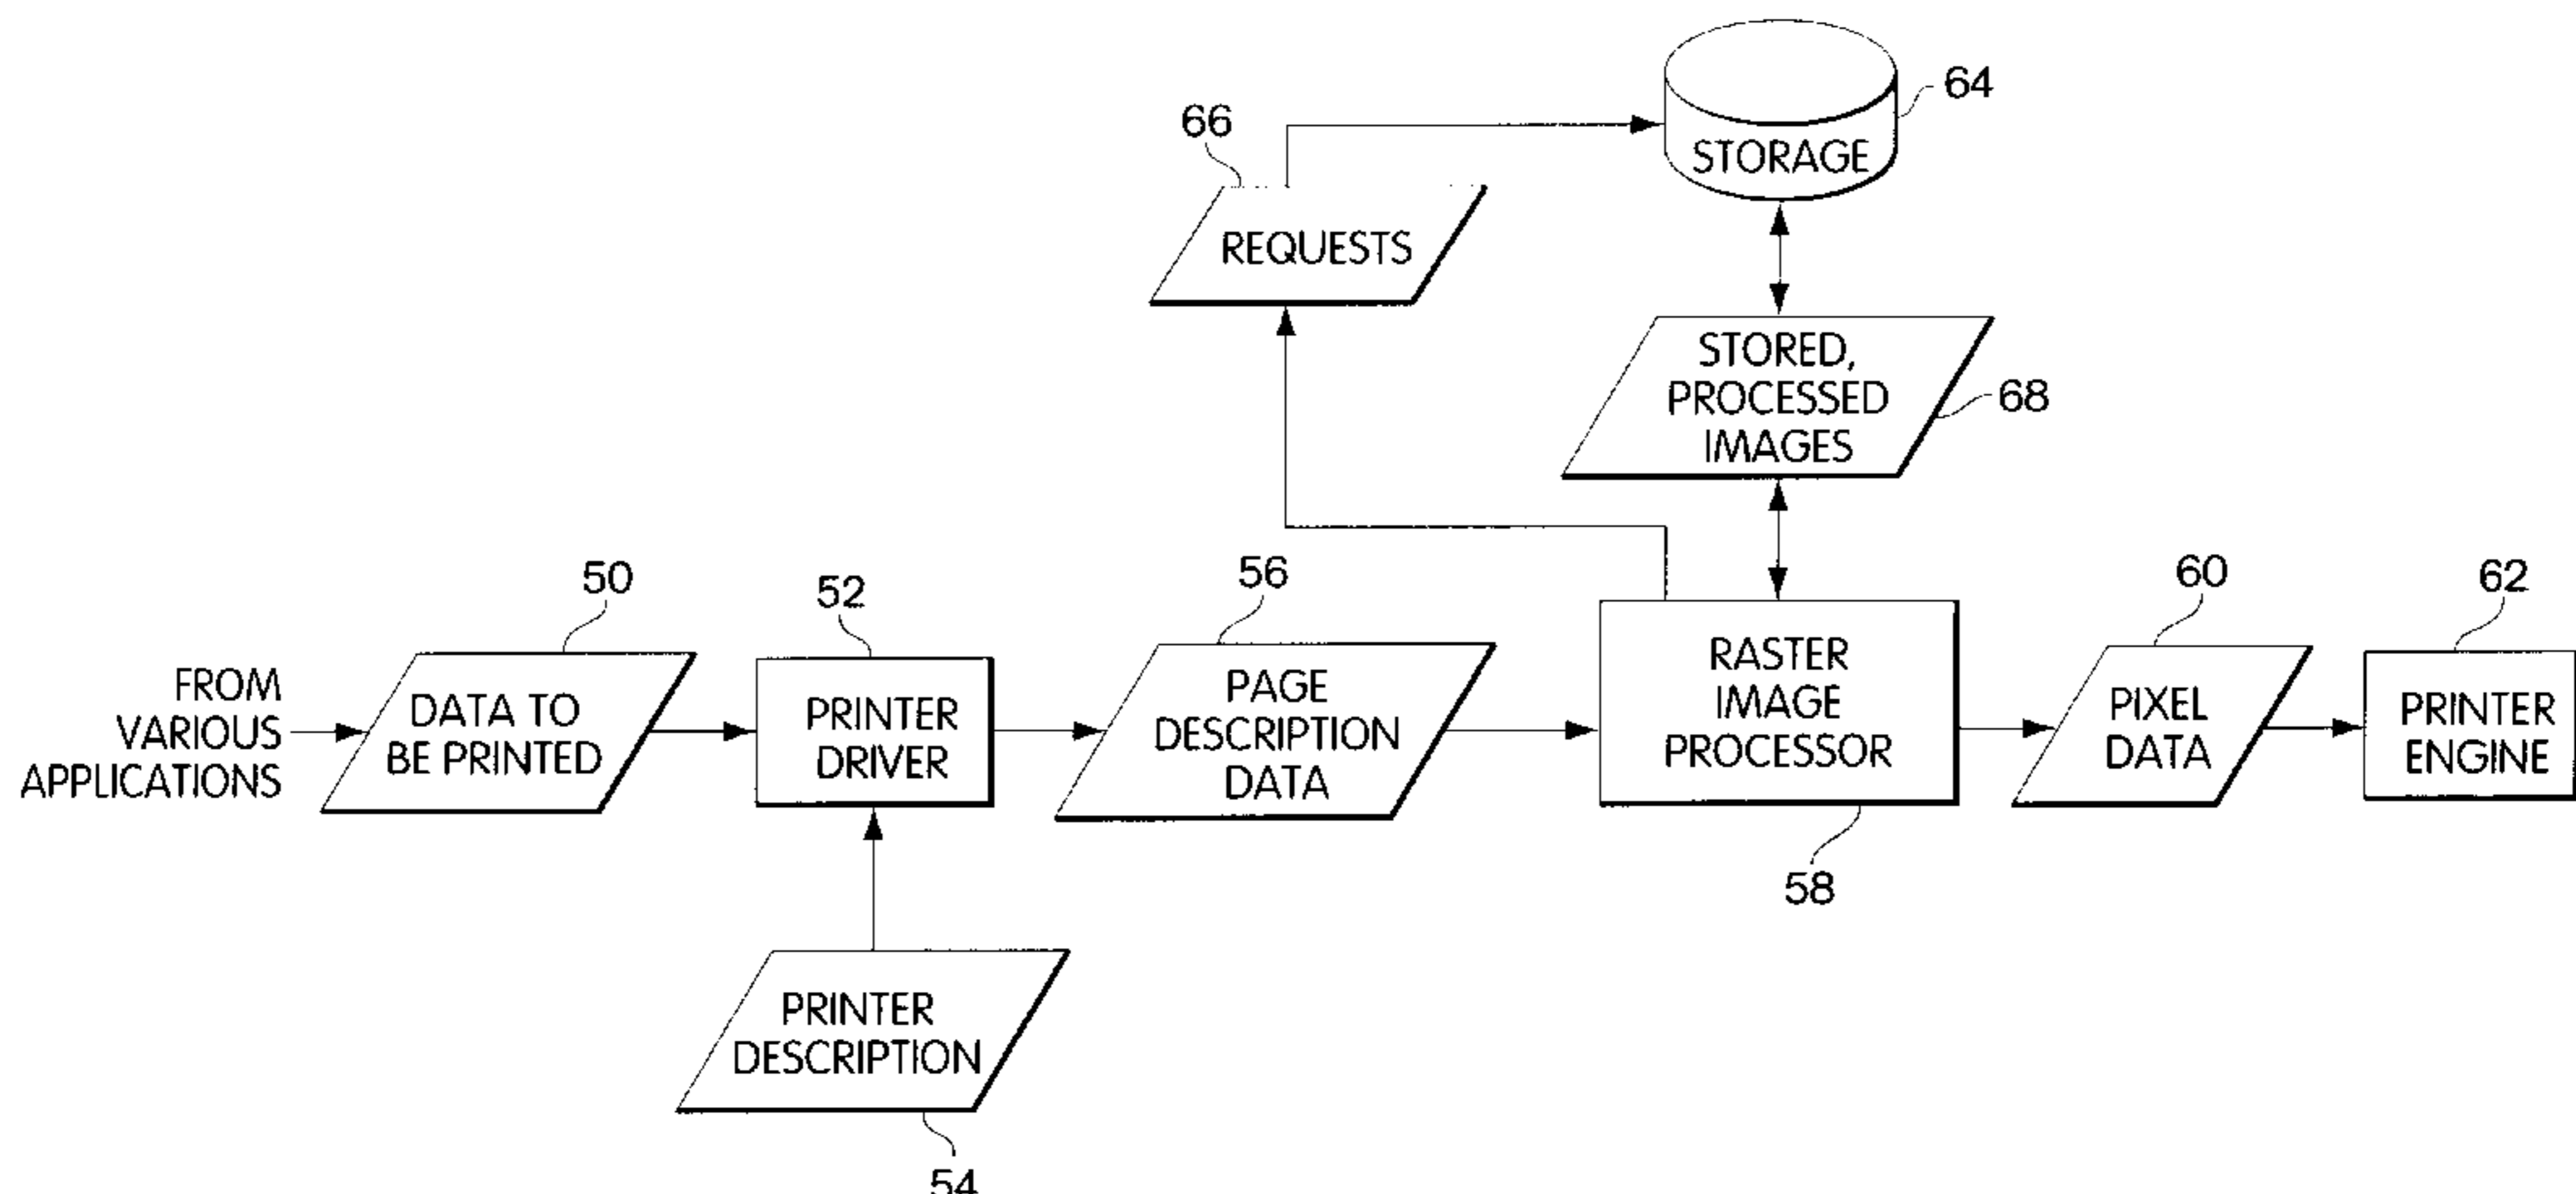 64
STORAGE
66
REQUESTS
STORED,
PROCESSED
IMAGES
68
50
52
56
60
62
FROM
VARIOUS
APPLICATIONS
DATA TO
BE PRINTED
PRINTER
DRIVER
PAGE
DESCRIPTION
DATA
RASTER
IMAGE
PROCESSOR
PIXEL
DATA
PRINTER
ENGINE
58
PRINTER
DESCRIPTION
54